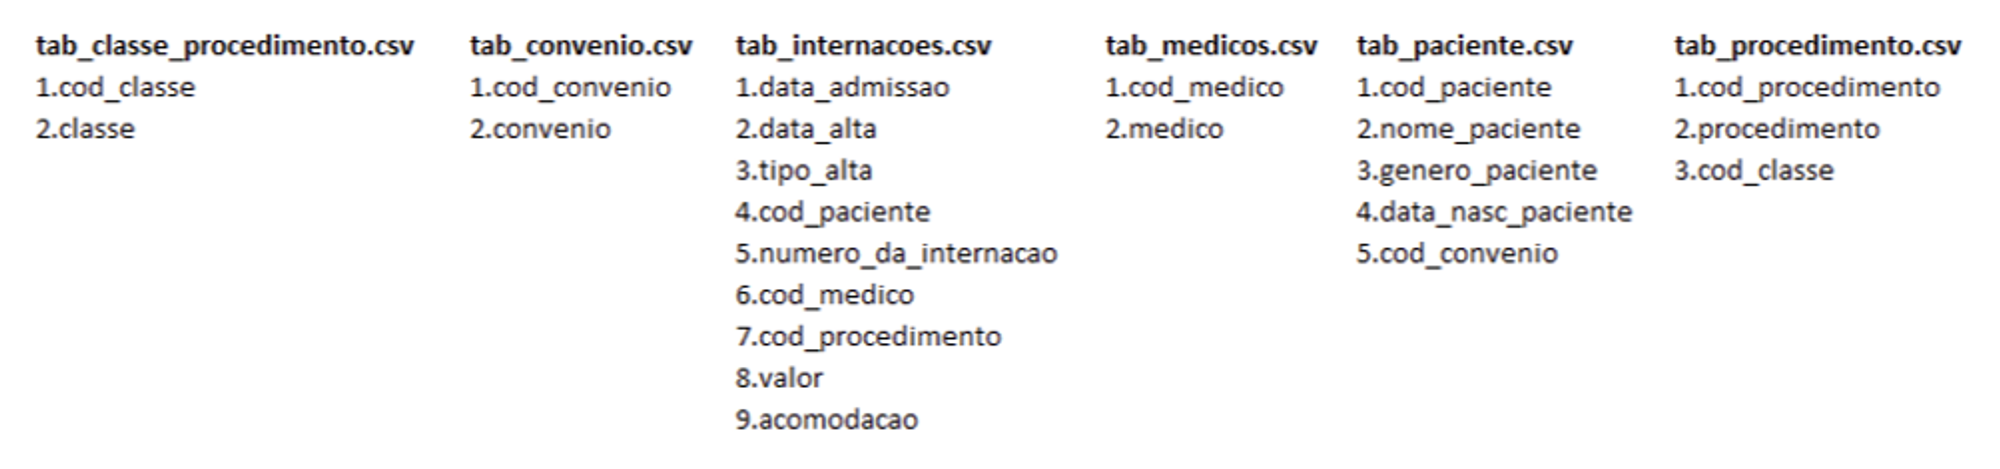 tab_classe_procedimento.csv
1.cod_classe
2.classe
tab_convenio.csv
1.cod_convenio
2.convenio
tab_internacoes.csv
1.data_admissao
2.data_alta
3.tipo_alta
4.cod_paciente
5.numero_da_internacao
6.cod_medico
7.cod_procedimento
8.valor
9.acomodacao
tab_medicos.csv
1.cod_medico
2.medico
tab_paciente.csv
1.cod_paciente
2.nome_paciente
3.genero_paciente
4.data_nasc_paciente
5.cod_convenio
tab_procedimento.csv
1.cod_procedimento
2.procedimento
3.cod_classe